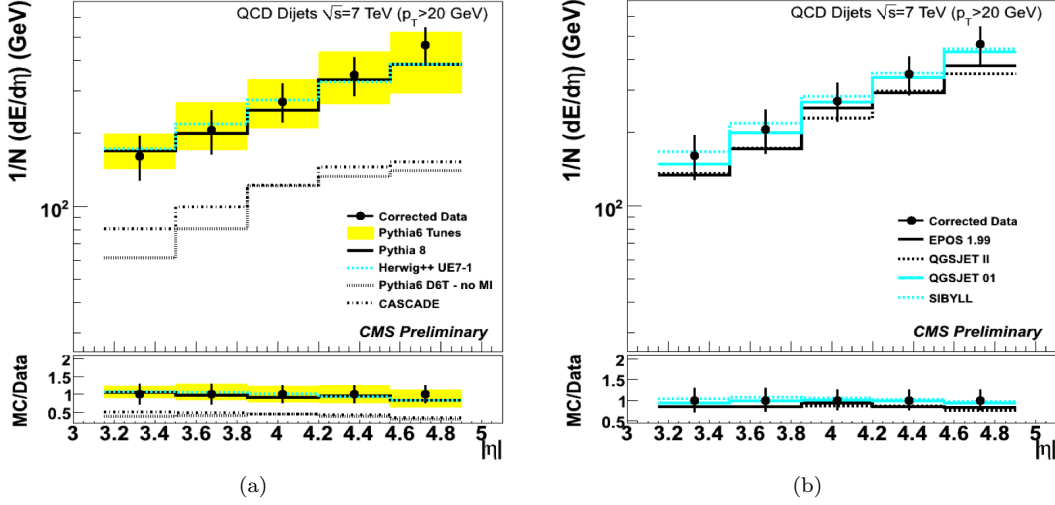 QCD Dijets √s=7 TeV (p_T>20 GeV)
1/N (dE/dη) (GeV)
10²
Corrected Data
Pythia6 Tunes
Pythia 8
Herwig++ UE7-1
Pythia6 D6T - no MI
CASCADE
CMS Preliminary
MC/Data
2
1.5
1
0.5
3 3.2 3.4 3.6 3.8 4 4.2 4.4 4.6 4.8 5
|η|
(a)
QCD Dijets √s=7 TeV (p_T>20 GeV)
1/N (dE/dη) (GeV)
10²
Corrected Data
EPOS 1.99
QGSJET II
QGSJET 01
SIBYLL
CMS Preliminary
MC/Data
2
1.5
1
0.5
3 3.2 3.4 3.6 3.8 4 4.2 4.4 4.6 4.8 5
|η|
(b)